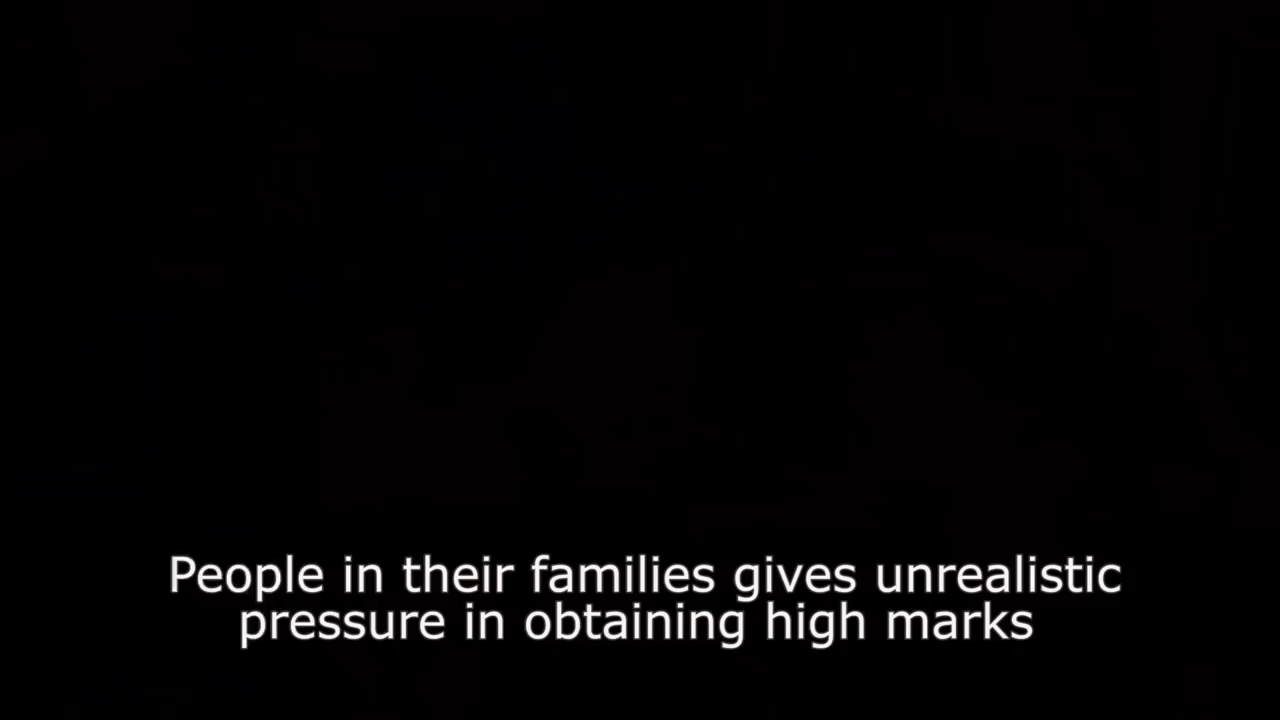 People in their families gives unrealistic
pressure in obtaining high marks